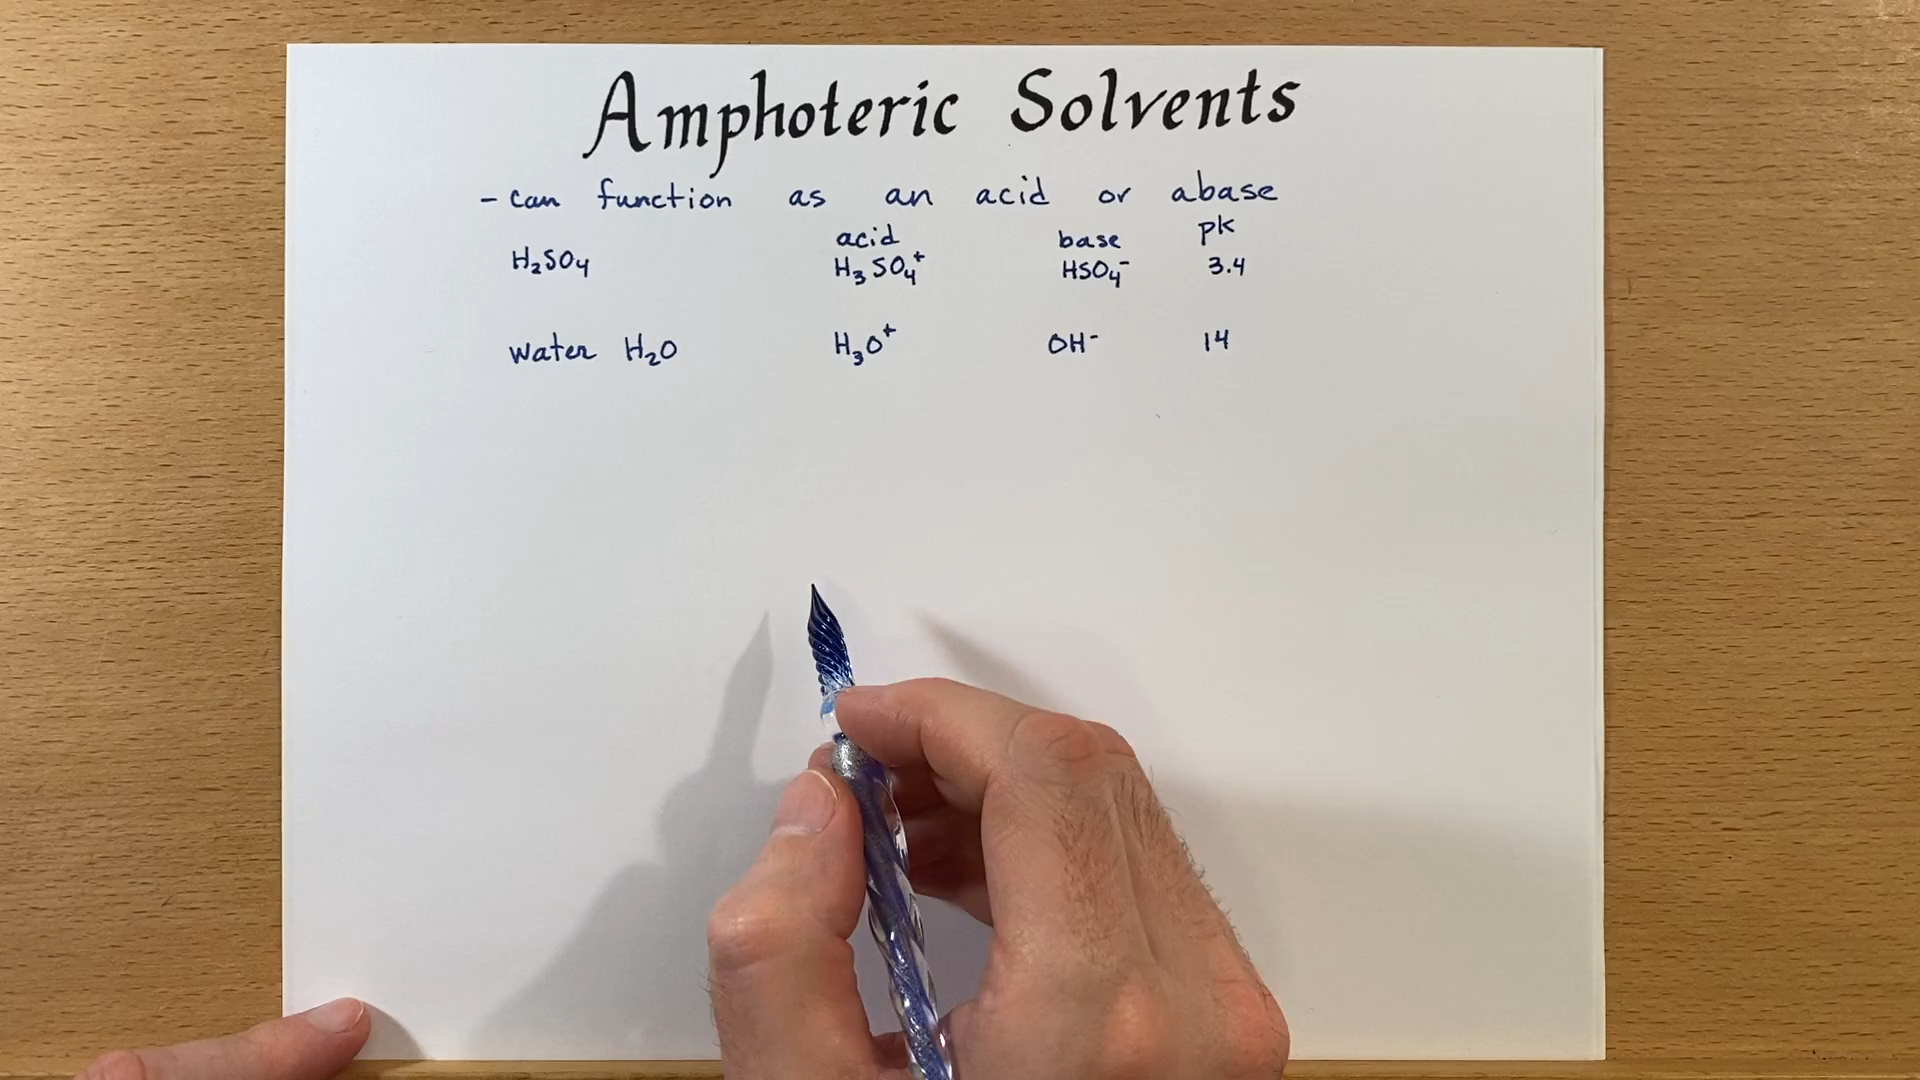 Amphoteric Solvents
- can function as an acid or abase
acid base pk
H₂SO₄ H₃SO₄⁺ HSO₄⁻ 3.4
water H₂O H₃O⁺ OH⁻ 14